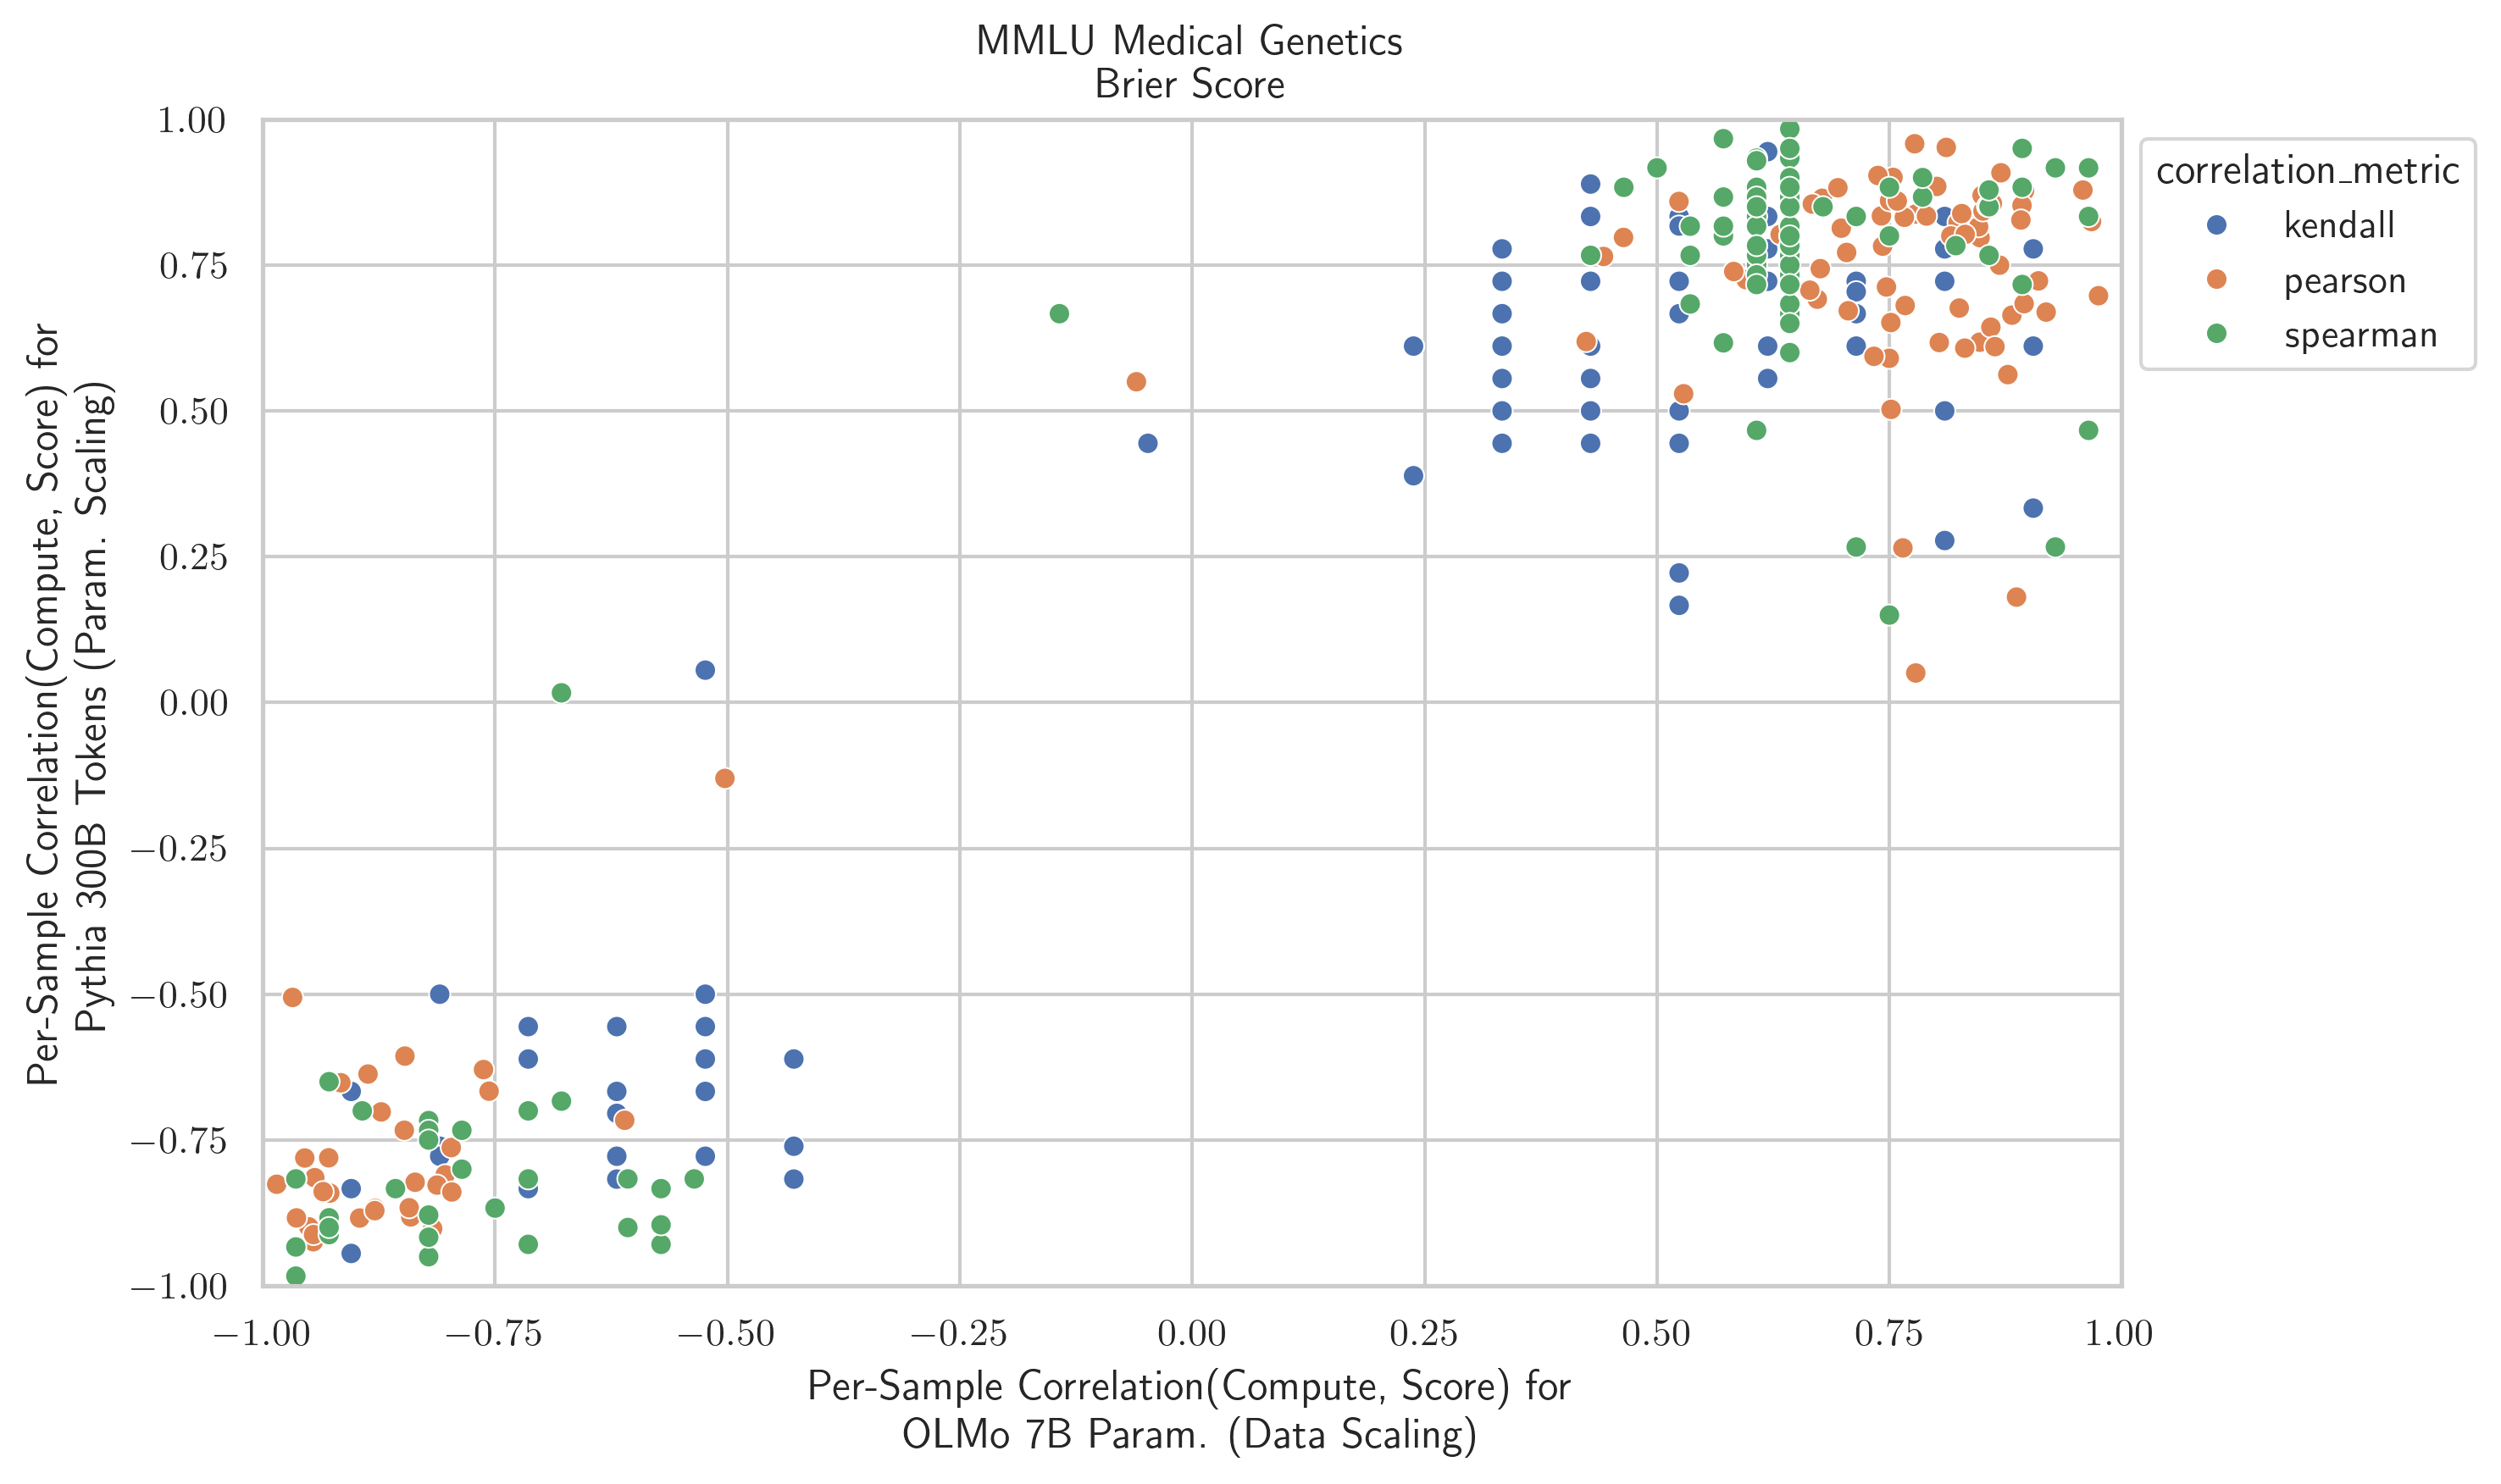 MMLU Medical Genetics
Brier Score
Per-Sample Correlation(Compute, Score) for
Pythia 300B Tokens (Param. Scaling)
1.00
0.75
0.50
0.25
0.00
−0.25
−0.50
−0.75
−1.00
−1.00 −0.75 −0.50 −0.25 0.00 0.25 0.50 0.75 1.00
Per-Sample Correlation(Compute, Score) for
OLMo 7B Param. (Data Scaling)
correlation_metric
kendall
pearson
spearman